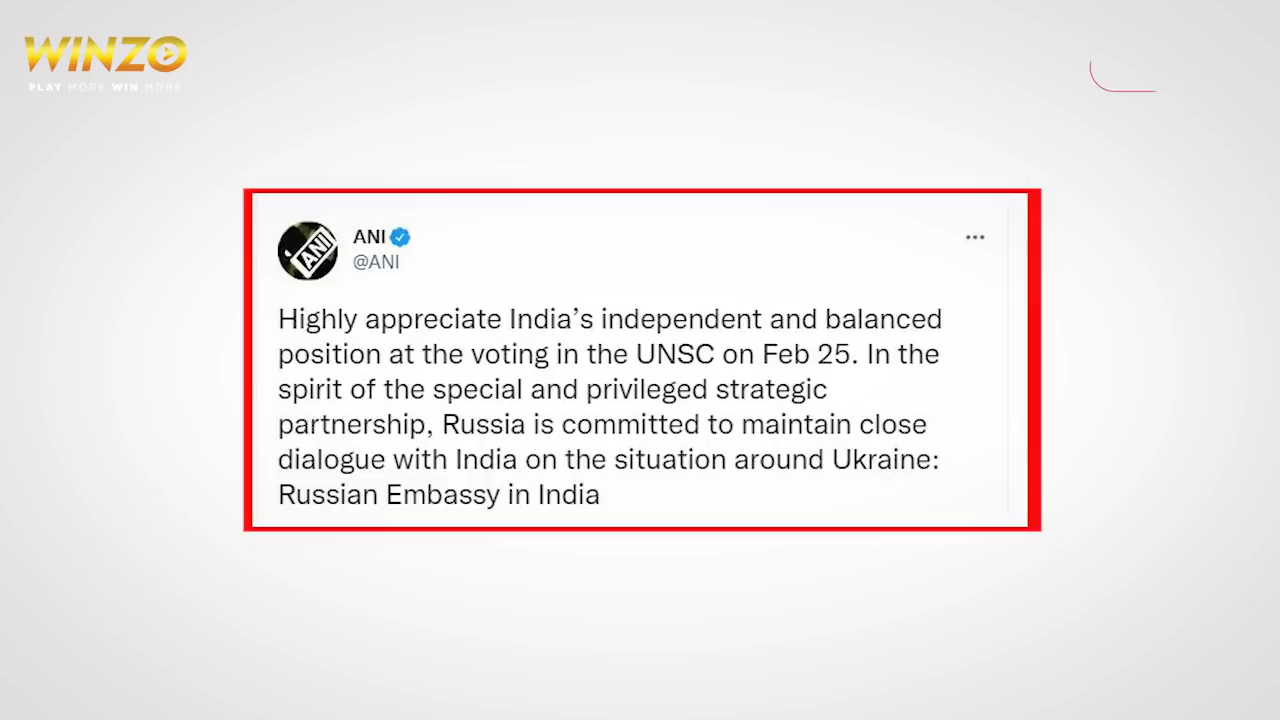 WINZO
PLAY MORE WIN MORE
ANI
ANI
@ANI
Highly appreciate India’s independent and balanced
position at the voting in the UNSC on Feb 25. In the
spirit of the special and privileged strategic
partnership, Russia is committed to maintain close
dialogue with India on the situation around Ukraine:
Russian Embassy in India